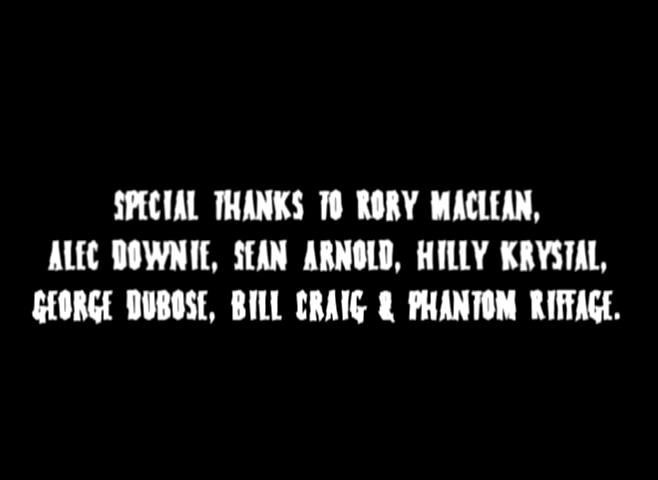 SPECIAL THANKS TO RORY MACLEAN,
ALEC DOWNIE, SEAN ARNOLD, HILLY KRYSTAL,
GEORGE DUBOSE, BILL CRAIG & PHANTOM RIFFAGE.